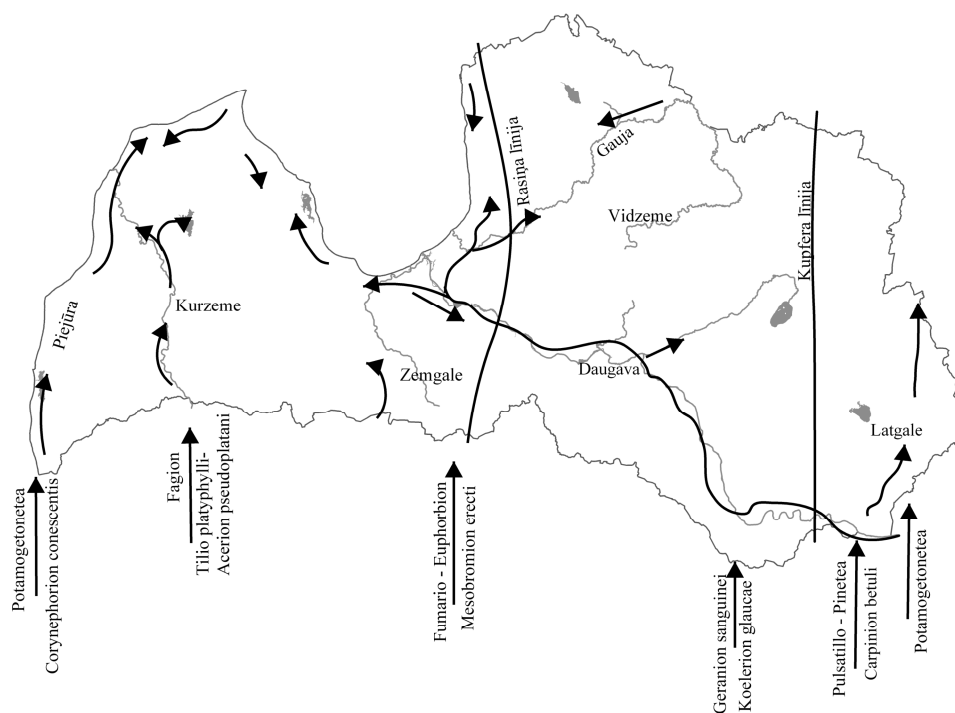 Rasiņa līnija
Gauja
Vidzeme
Kupfera līnija
Piejūra
Kurzeme
Zemgale
Daugava
Latgale
Potamogetonetea
Corynephorion conescentis
Fagion
Tilio platyphylli-
Acerion pseudoplatani
Fumario - Euphorbion
Mesobromion erecti
Geranion sanguinei
Koelerion glaucae
Pulsatillo - Pinetea
Carpinion betuli
Potamogetonetea